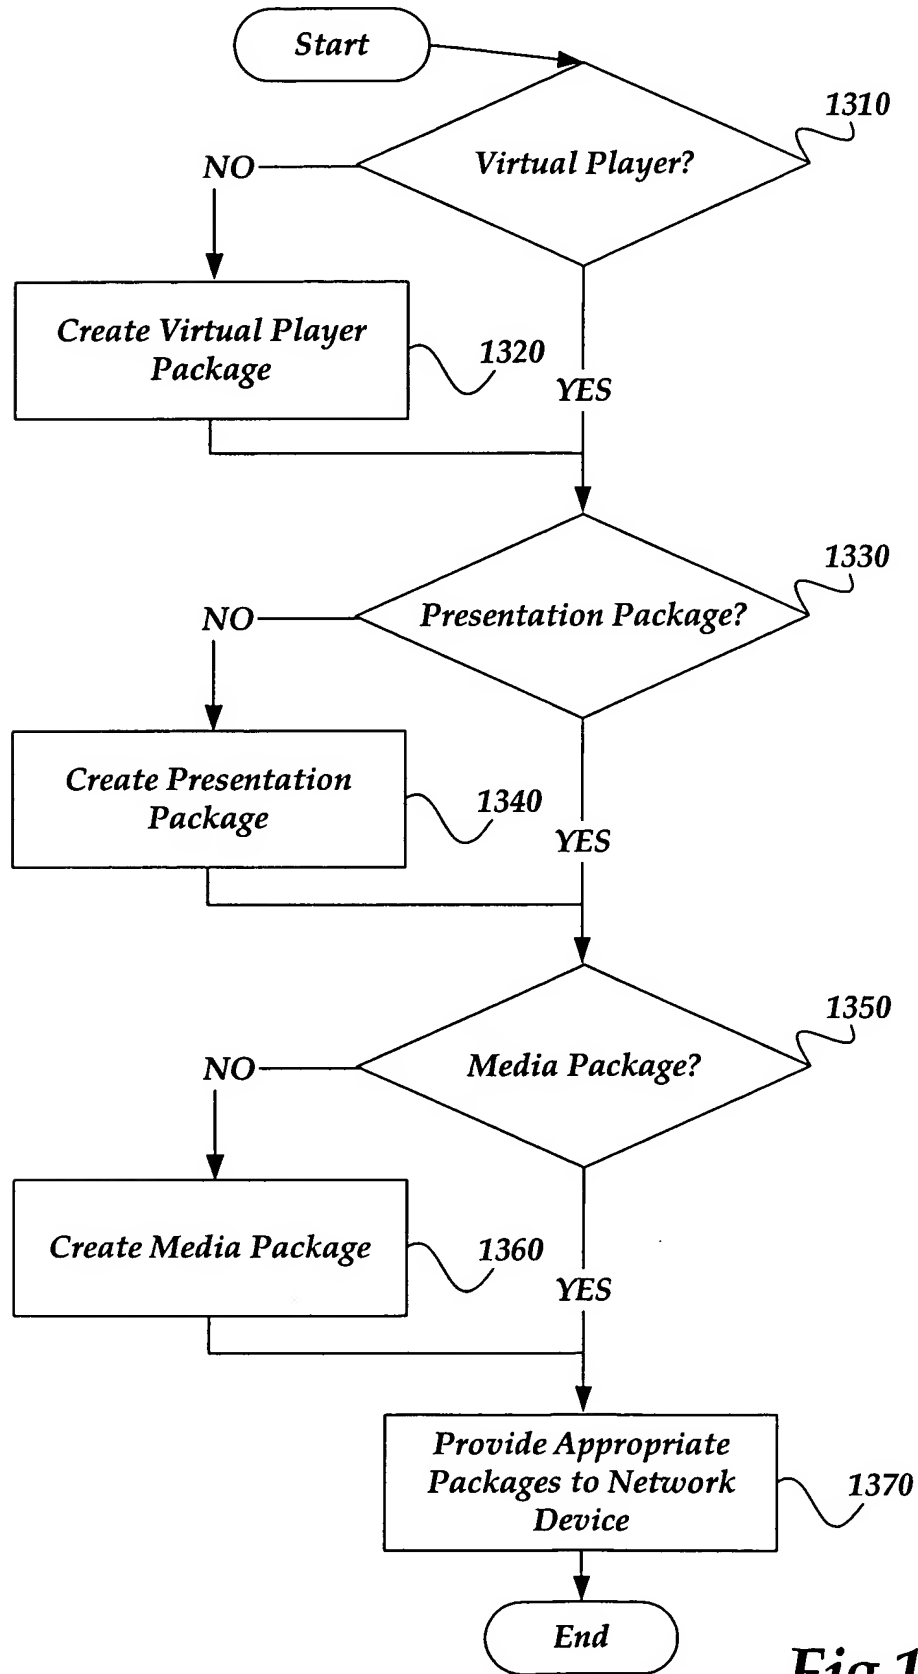 Start
1310
Virtual Player?
NO
Create Virtual Player
Package
1320
YES
1330
Presentation Package?
NO
Create Presentation
Package
1340
YES
1350
Media Package?
NO
Create Media Package
1360
YES
Provide Appropriate
Packages to Network
Device
1370
End